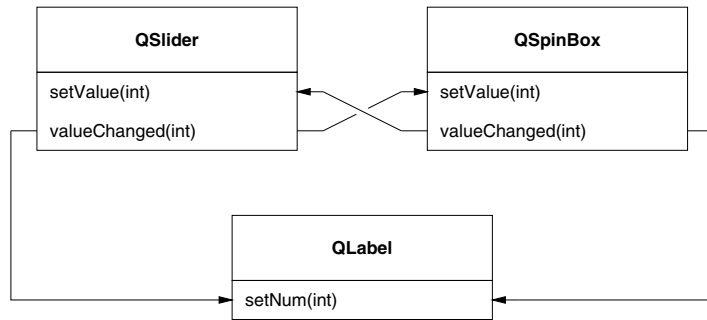 QSlider
setValue(int)
valueChanged(int)
QSpinBox
setValue(int)
valueChanged(int)
QLabel
setNum(int)